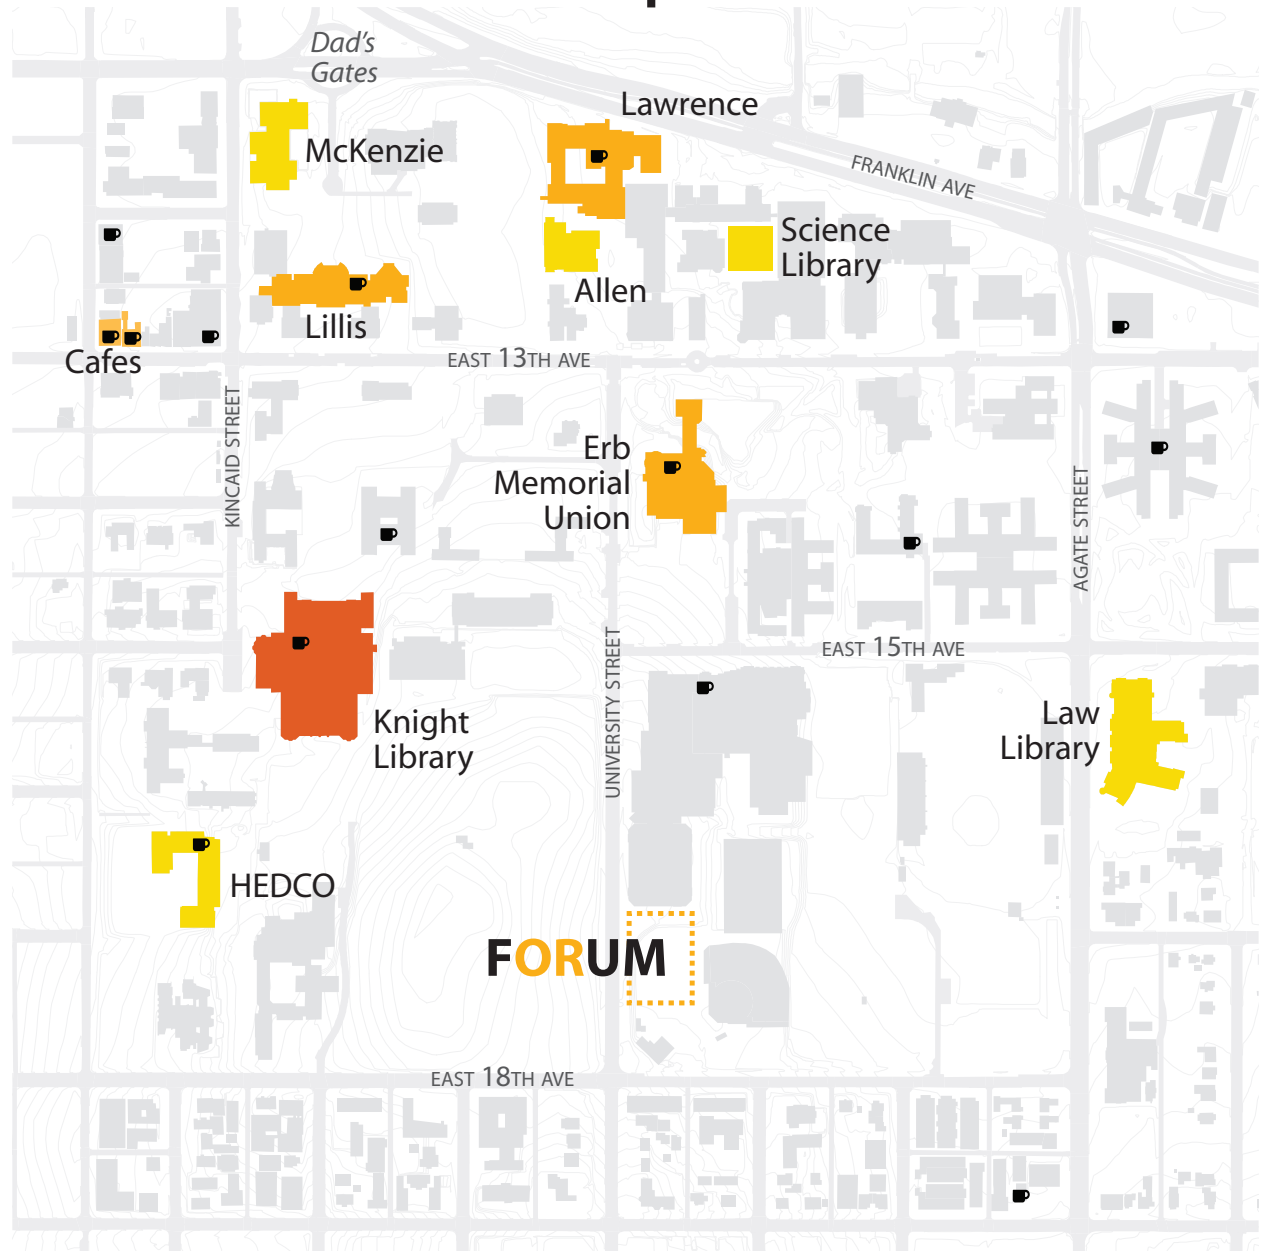 Dad's
Gates
Lawrence
McKenzie
FRANKLIN AVE
Science
Library
Allen
Lillis
Cafes
EAST 13TH AVE
KINCAID STREET
Erb
Memorial
Union
AGATE STREET
EAST 15TH AVE
UNIVERSITY STREET
Knight
Library
Law
Library
HEDCO
FORUM
EAST 18TH AVE